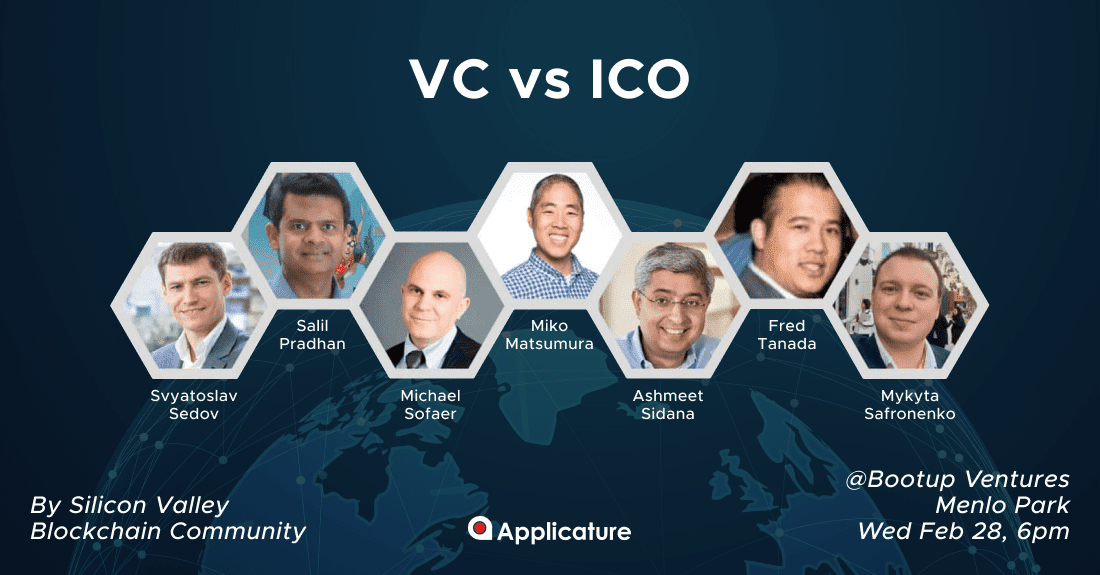 VC vs ICO
Salil
Pradhan
Miko
Matsumura
Fred
Tanada
Svyatoslav
Sedov
Michael
Sofaer
Ashmeet
Sidana
Mykyta
Safronenko
By Silicon Valley
Blockchain Community
Applicature
@Bootup Ventures
Menlo Park
Wed Feb 28, 6pm